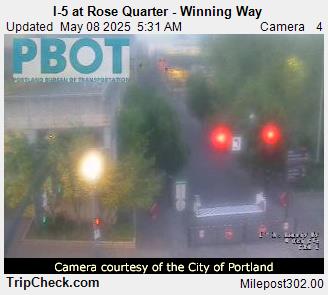 I-5 at Rose Quarter - Winning Way
Updated May 08 2025 5:31 AM Camera 4
PBOT
PORTLAND BUREAU OF TRANSPORTATION
Camera courtesy of the City of Portland
TripCheck.com Milepost302.00